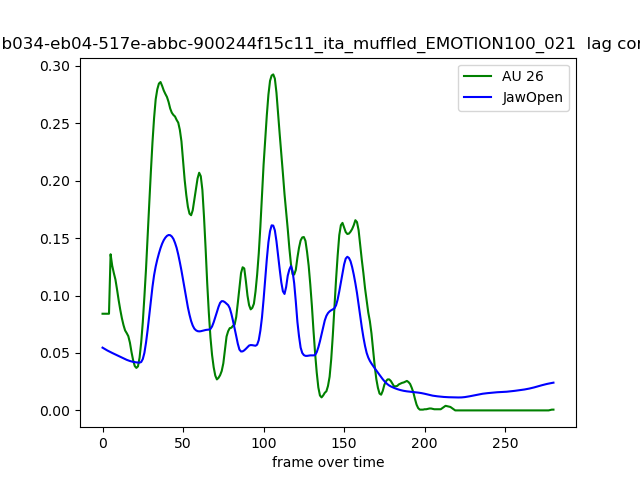 b034-eb04-517e-abbc-900244f15c11_ita_muffled_EMOTION100_021 lag
0.30
AU 26
JawOpen
0.25
0.20
0.15
0.10
0.05
0.00
0 50 100 150 200 250
frame over time